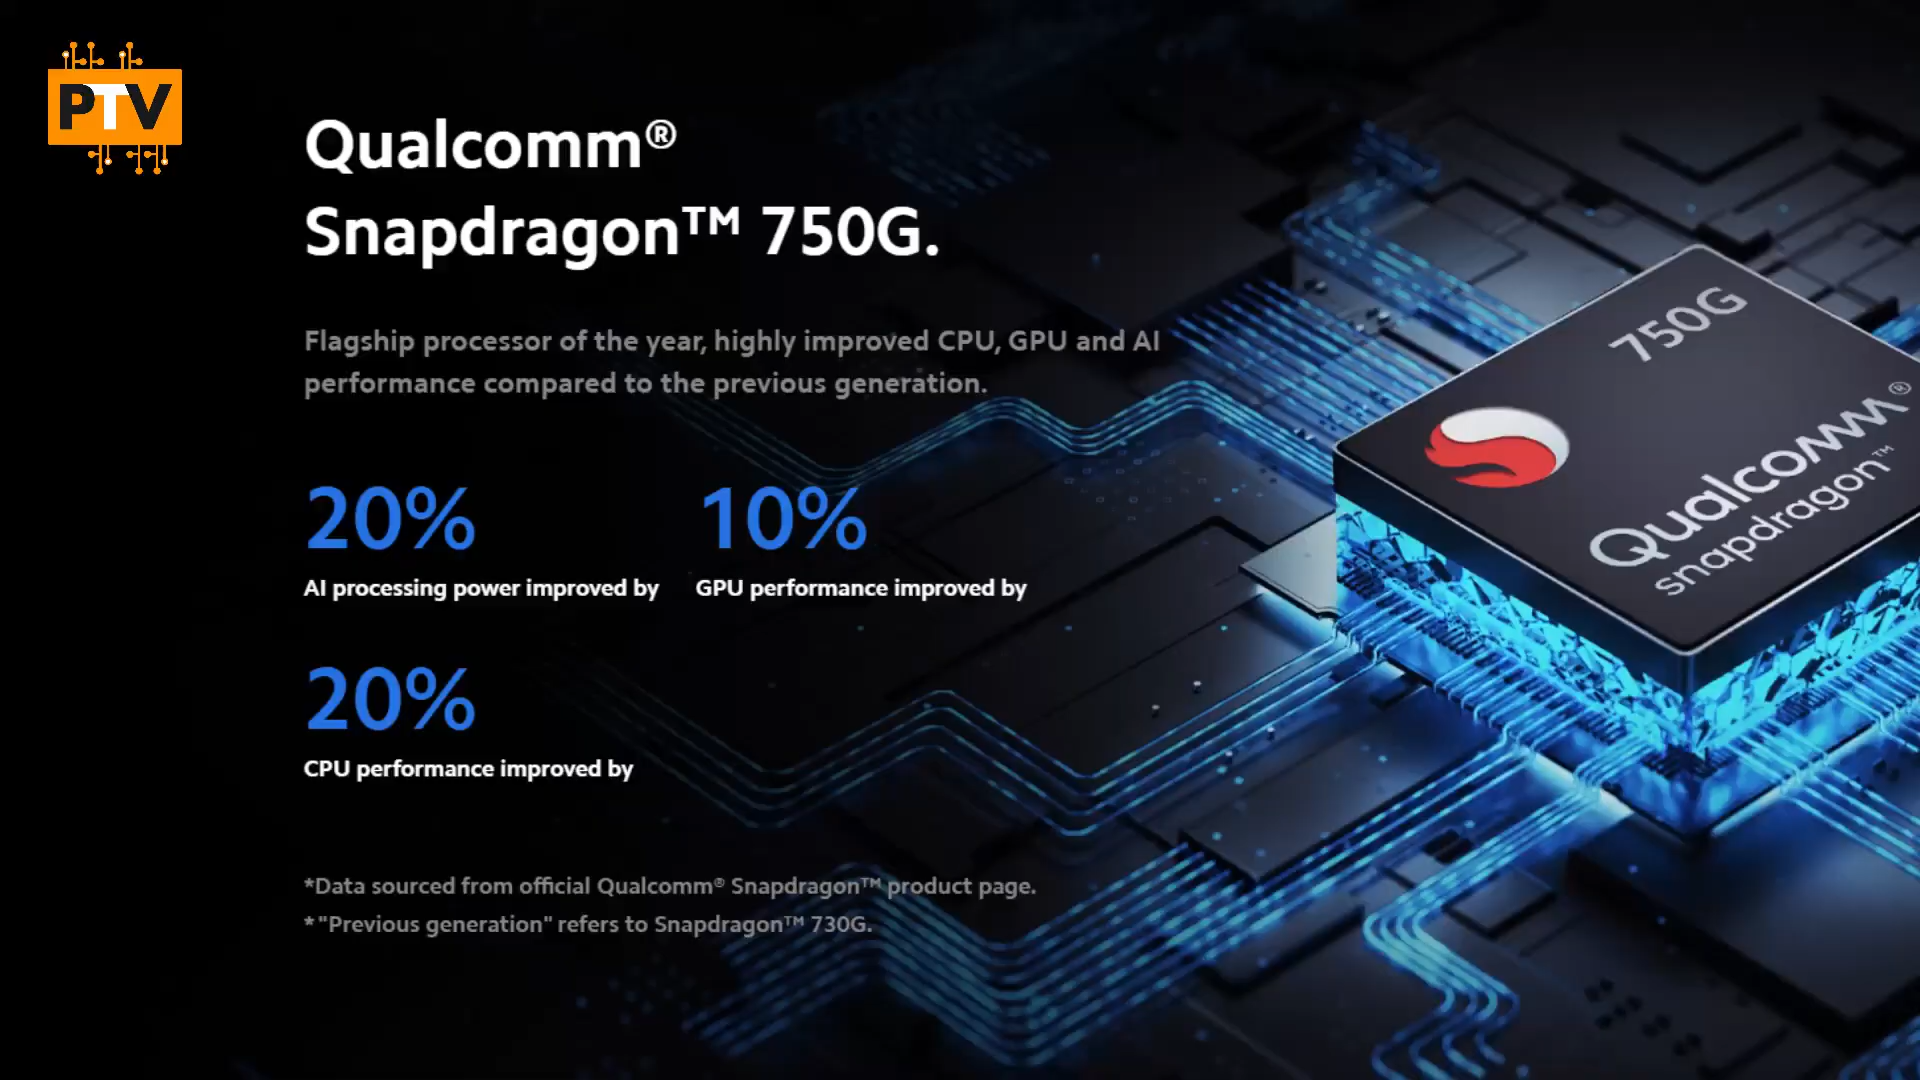 PTV
Qualcomm®
Snapdragon™ 750G.
Flagship processor of the year, highly improved CPU, GPU and AI
performance compared to the previous generation.
20%
AI processing power improved by
10%
GPU performance improved by
20%
CPU performance improved by
*Data sourced from official Qualcomm® Snapdragon™ product page.
*"Previous generation" refers to Snapdragon™ 730G.
750G
Qualcomm®
snapdragon™